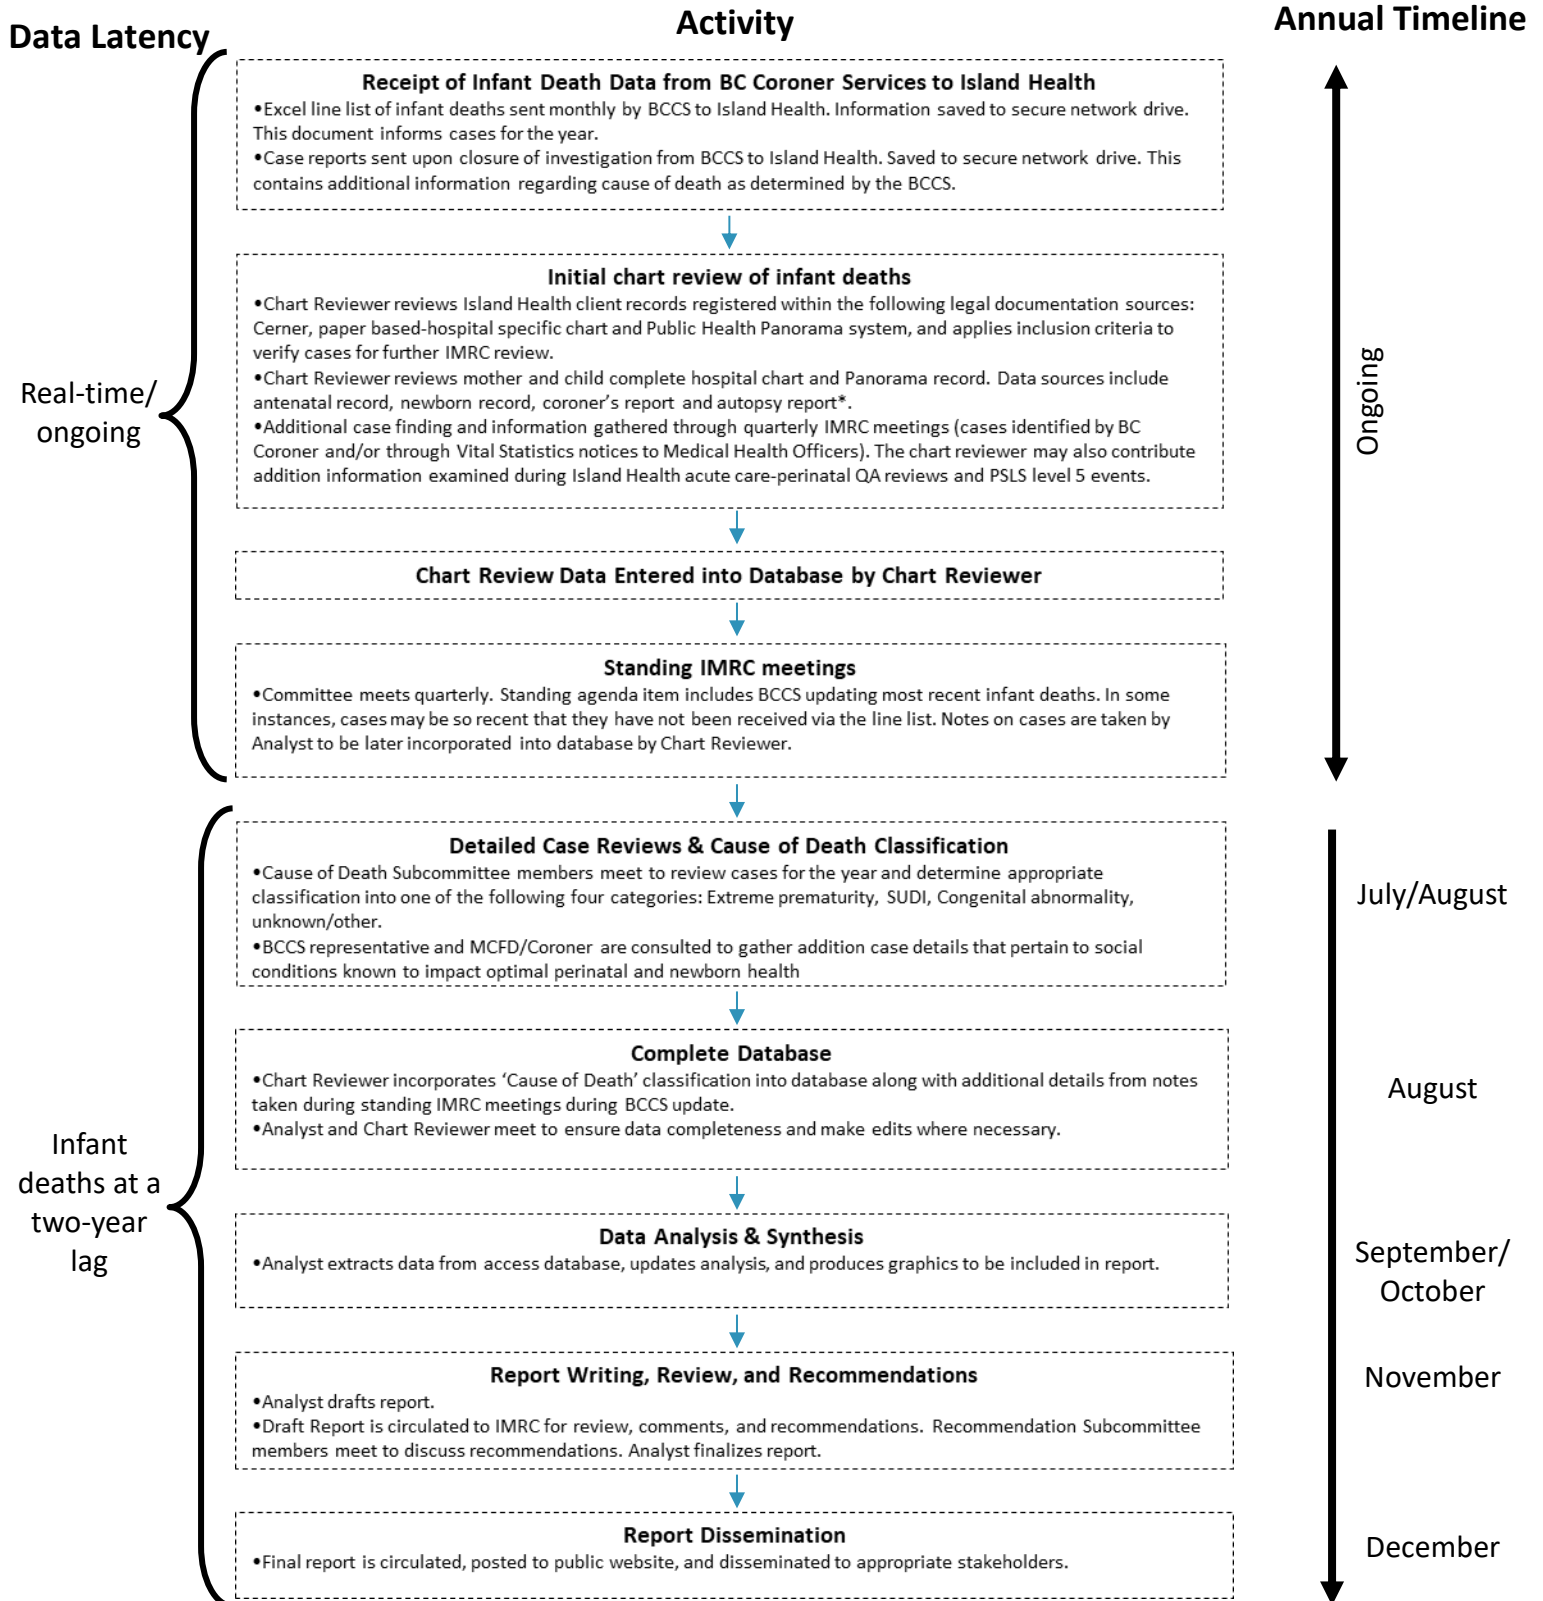 Data Latency
Activity
Annual Timeline
Receipt of Infant Death Data from BC Coroner Services to Island Health
•Excel line list of infant deaths sent monthly by BCCS to Island Health. Information saved to secure network drive.
This document informs cases for the year.
•Case reports sent upon closure of investigation from BCCS to Island Health. Saved to secure network drive. This
contains additional information regarding cause of death as determined by the BCCS.
Initial chart review of infant deaths
•Chart Reviewer reviews Island Health client records registered within the following legal documentation sources:
Cerner, paper based-hospital specific chart and Public Health Panorama system, and applies inclusion criteria to
verify cases for further IMRC review.
•Chart Reviewer reviews mother and child complete hospital chart and Panorama record. Data sources include
antenatal record, newborn record, coroner's report and autopsy report*.
•Additional case finding and information gathered through quarterly IMRC meetings (cases identified by BC
Coroner and/or through Vital Statistics notices to Medical Health Officers). The chart reviewer may also contribute
addition information examined during Island Health acute care-perinatal QA reviews and PSLS level 5 events.
Real-time/
ongoing
Ongoing
Chart Review Data Entered into Database by Chart Reviewer
Standing IMRC meetings
•Committee meets quarterly. Standing agenda item includes BCCS updating most recent infant deaths. In some
instances, cases may be so recent that they have not been received via the line list. Notes on cases are taken by
Analyst to be later incorporated into database by Chart Reviewer.
Detailed Case Reviews & Cause of Death Classification
•Cause of Death Subcommittee members meet to review cases for the year and determine appropriate
classification into one of the following four categories: Extreme prematurity, SUDI, Congenital abnormality,
unknown/other.
•BCCS representative and MCFD/Coroner are consulted to gather addition case details that pertain to social
conditions known to impact optimal perinatal and newborn health
July/August
Complete Database
•Chart Reviewer incorporates 'Cause of Death' classification into database along with additional details from notes
taken during standing IMRC meetings during BCCS update.
•Analyst and Chart Reviewer meet to ensure data completeness and make edits where necessary.
August
Infant
deaths at a
two-year
lag
Data Analysis & Synthesis
•Analyst extracts data from access database, updates analysis, and produces graphics to be included in report.
September/
October
Report Writing, Review, and Recommendations
•Analyst drafts report.
•Draft Report is circulated to IMRC for review, comments, and recommendations. Recommendation Subcommittee
members meet to discuss recommendations. Analyst finalizes report.
November
Report Dissemination
•Final report is circulated, posted to public website, and disseminated to appropriate stakeholders.
December